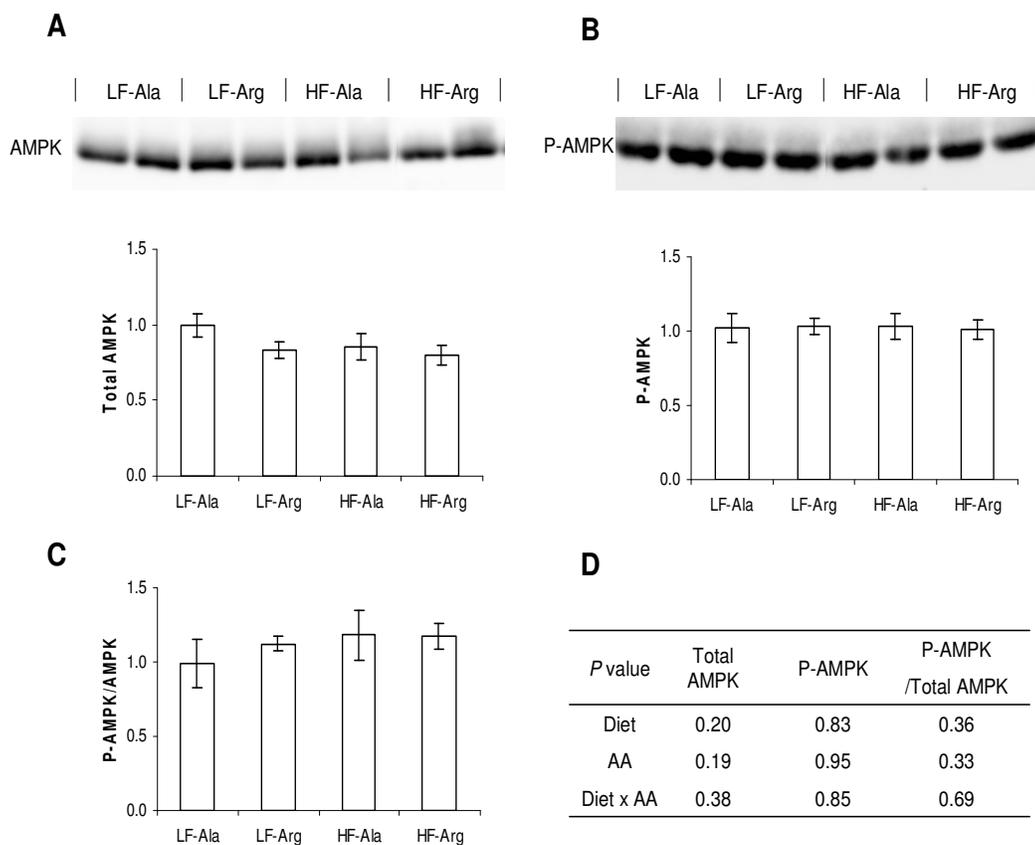 A
LF-Ala LF-Arg HF-Ala HF-Arg
AMPK
1.5
1.0
0.5
0.0
Total AMPK
LF-Ala LF-Arg HF-Ala HF-Arg
B
LF-Ala LF-Arg HF-Ala HF-Arg
P-AMPK
1.5
1.0
0.5
0.0
P-AMPK
LF-Ala LF-Arg HF-Ala HF-Arg
C
1.5
1.0
0.5
0.0
P-AMPK/AMPK
LF-Ala LF-Arg HF-Ala HF-Arg
D
P value Total AMPK P-AMPK P-AMPK /Total AMPK
Diet 0.20 0.83 0.36
AA 0.19 0.95 0.33
Diet x AA 0.38 0.85 0.69